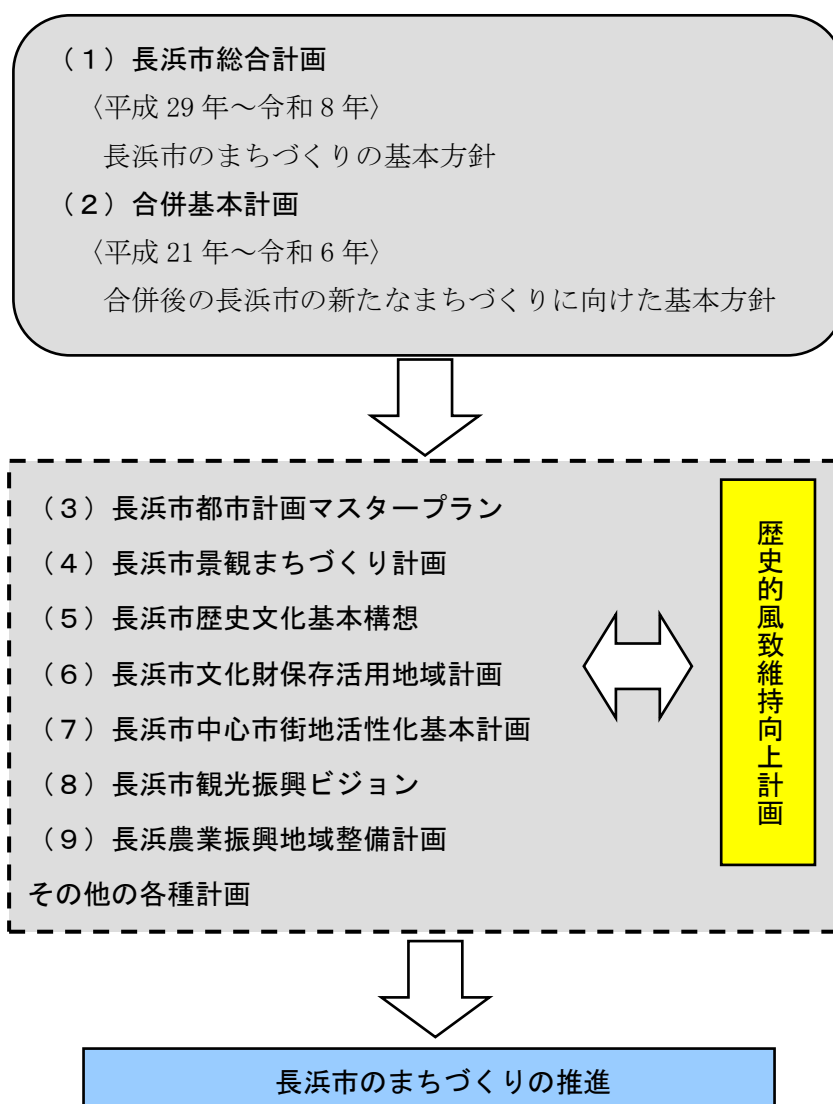 （１）長浜市総合計画
〈平成 29 年～令和 8 年〉
長浜市のまちづくりの基本方針
（２）合併基本計画
〈平成 21 年～令和 6 年〉
合併後の長浜市の新たなまちづくりに向けた基本方針
（３）長浜市都市計画マスタープラン
（４）長浜市景観まちづくり計画
（５）長浜市歴史文化基本構想
（６）長浜市文化財保存活用地域計画
（７）長浜市中心市街地活性化基本計画
（８）長浜市観光振興ビジョン
（９）長浜農業振興地域整備計画
その他の各種計画
歴史的風致維持向上計画
長浜市のまちづくりの推進